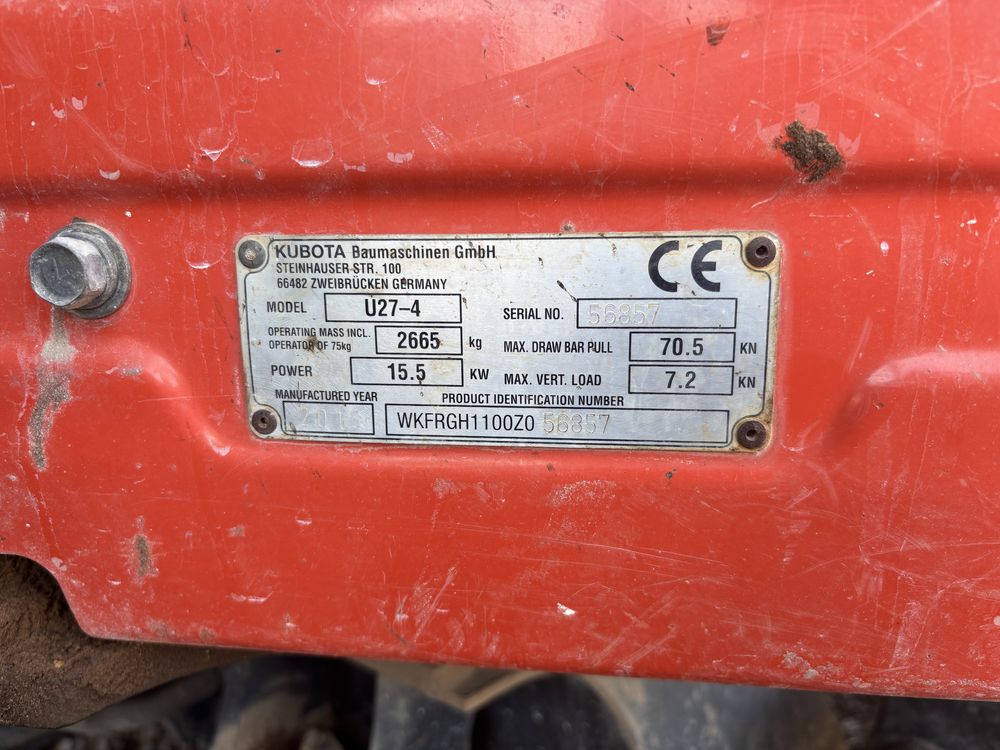 KUBOTA Baumaschinen GmbH
STEINHAUSER STR. 100
66482 ZWEIBRÜCKEN GERMANY
CE
MODEL U27-4
SERIAL NO. 56857
OPERATING MASS INCL.
OPERATOR OF 75kg 2665 kg
MAX. DRAW BAR PULL 70.5 KN
POWER 15.5 KW
MAX. VERT. LOAD 7.2 KN
MANUFACTURED YEAR
PRODUCT IDENTIFICATION NUMBER
WKFRGH1100Z0 56857